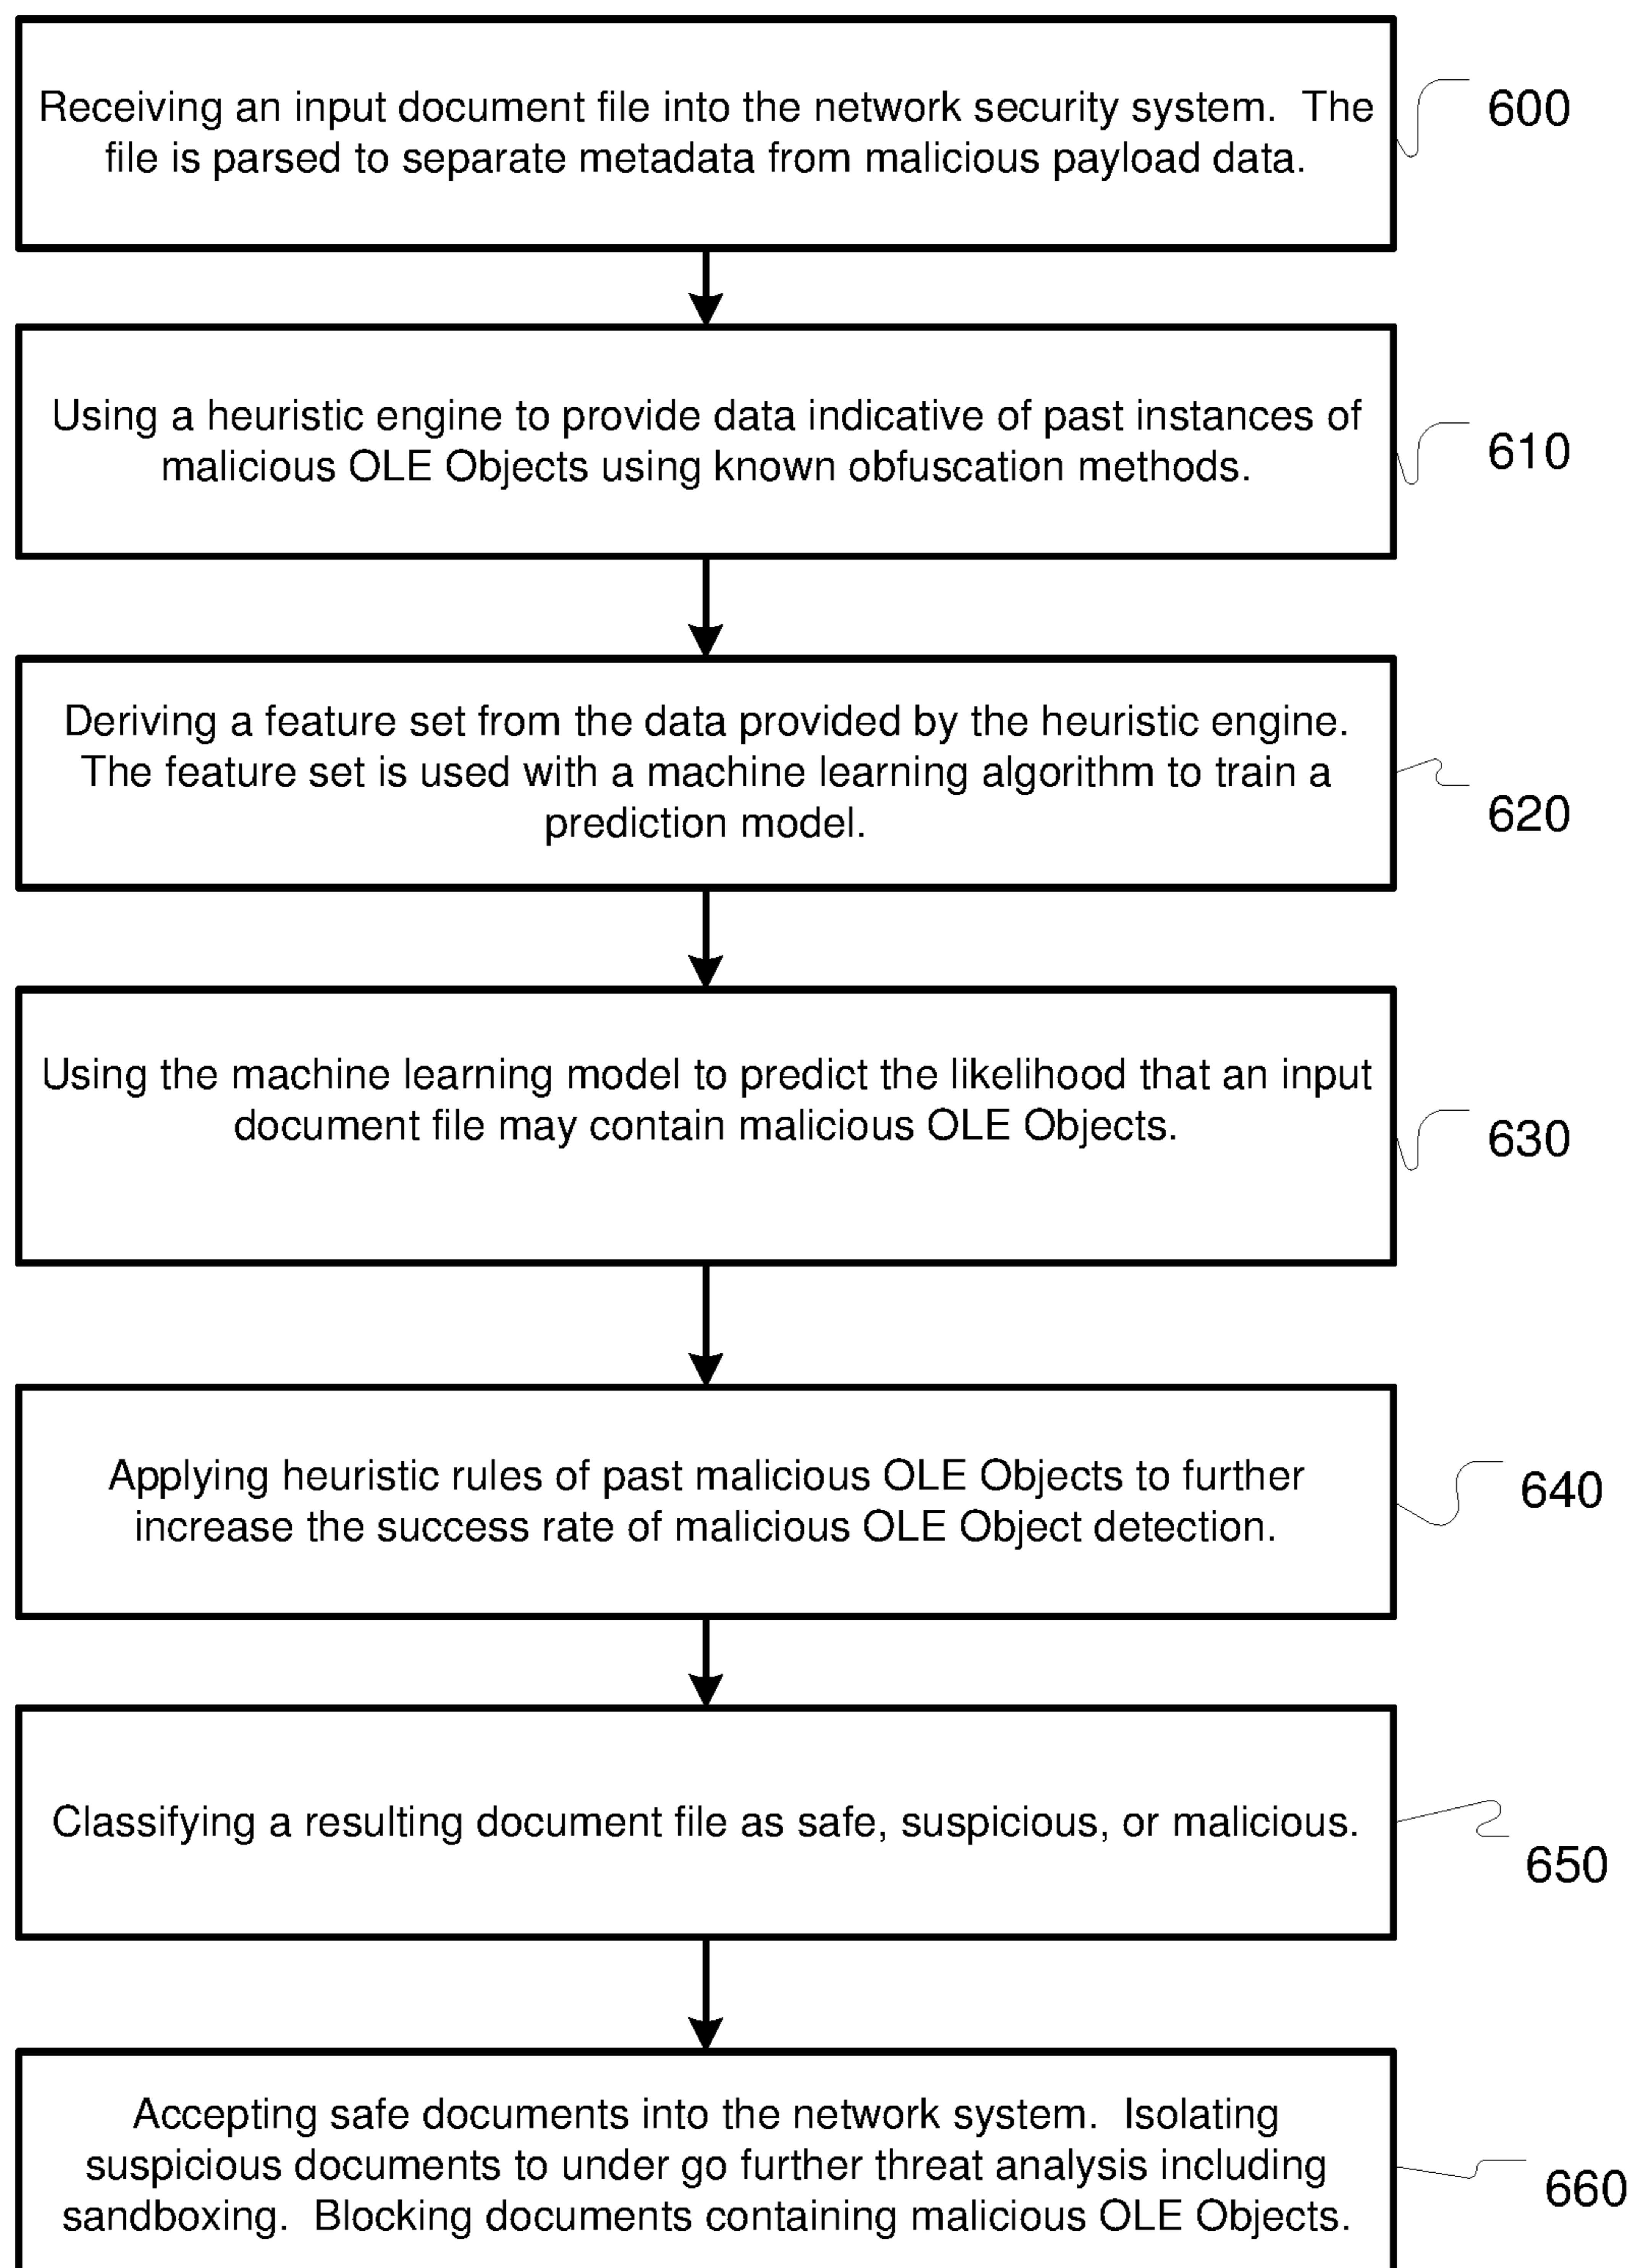 Receiving an input document file into the network security system.  The
file is parsed to separate metadata from malicious payload data.
600
Using a heuristic engine to provide data indicative of past instances of
malicious OLE Objects using known obfuscation methods.
610
Deriving a feature set from the data provided by the heuristic engine.
The feature set is used with a machine learning algorithm to train a
prediction model.
620
Using the machine learning model to predict the likelihood that an input
document file may contain malicious OLE Objects.
630
Applying heuristic rules of past malicious OLE Objects to further
increase the success rate of malicious OLE Object detection.
640
Classifying a resulting document file as safe, suspicious, or malicious.
650
Accepting safe documents into the network system.  Isolating
suspicious documents to under go further threat analysis including
sandboxing.  Blocking documents containing malicious OLE Objects.
660